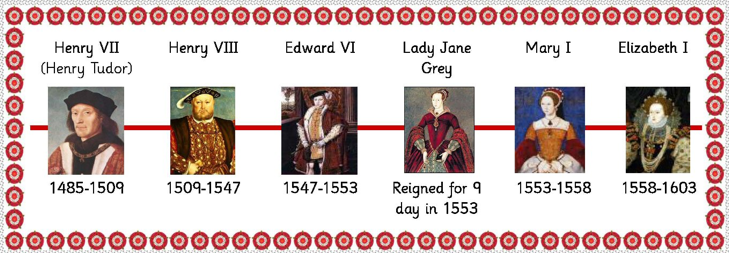 Henry VII
(Henry Tudor)
1485-1509
Henry VIII
1509-1547
Edward VI
1547-1553
Lady Jane
Grey
Reigned for 9
day in 1553
Mary I
1553-1558
Elizabeth I
1558-1603